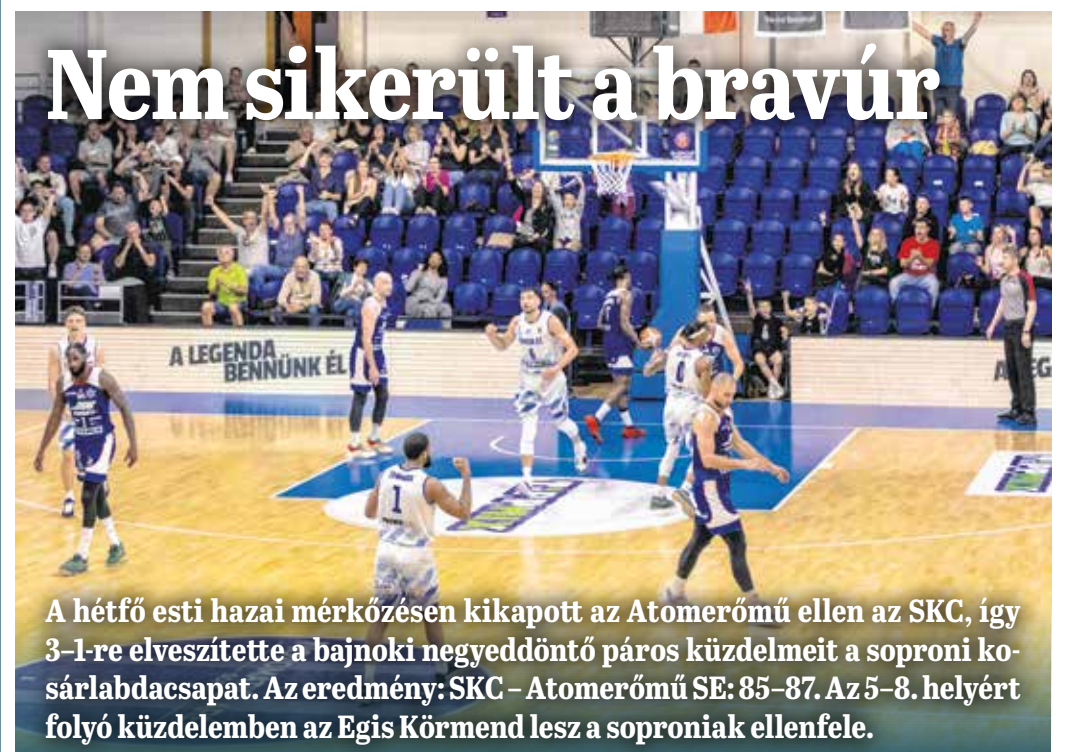 Nem sikerült a bravúr
A LEGENDA
BENNÜNK ÉL
1
0
A hétfő esti hazai mérkőzésen kikapott az Atomerőmű ellen az SKC, így
3–1-re elveszítette a bajnoki negyeddöntő páros küzdelmeit a soproni ko-
sárlabdacsapat. Az eredmény: SKC – Atomerőmű SE: 85–87. Az 5–8. helyért
folyó küzdelemben az Egis Körmend lesz a soproniak ellenfele.